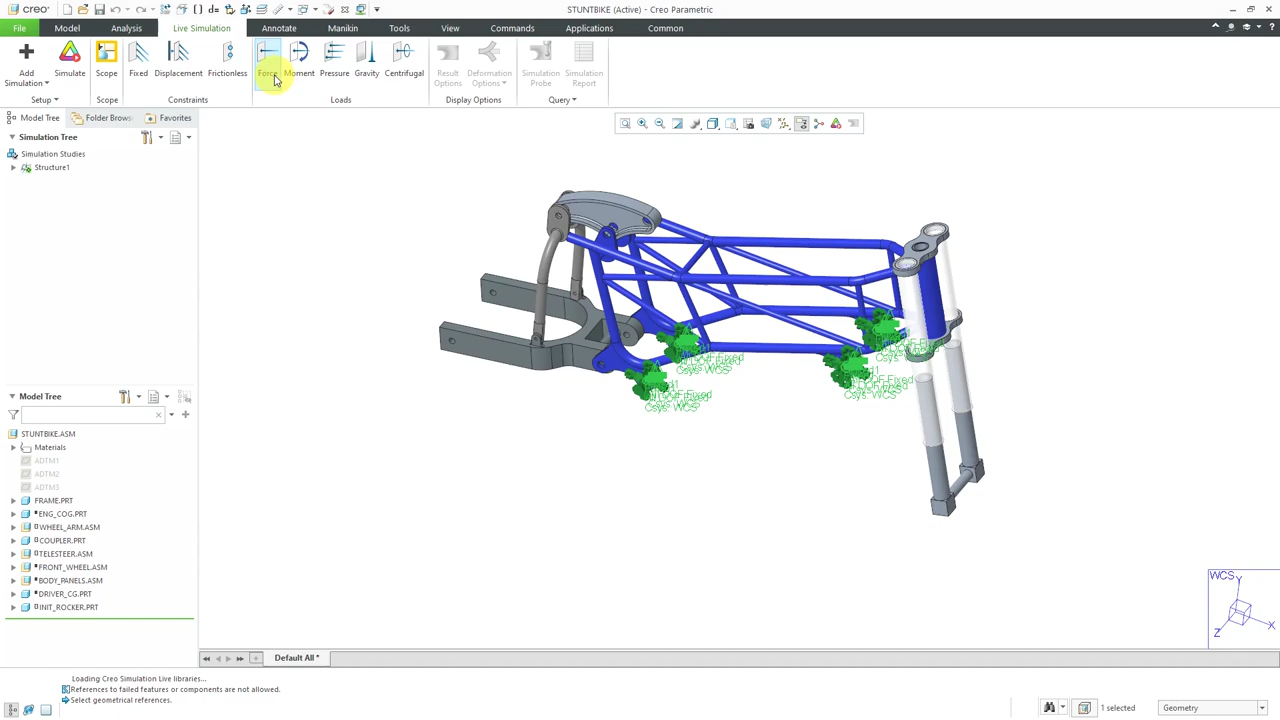 creo
STUNTBIKE (Active) - Creo Parametric
File
Model
Analysis
Live Simulation
Annotate
Manikin
Tools
View
Commands
Applications
Common
Add
Simulation
Simulate
Scope
Fixed
Displacement
Frictionless
Force
Moment
Pressure
Gravity
Centrifugal
Result
Options
Deformation
Options
Simulation
Probe
Simulation
Report
Setup
Scope
Constraints
Loads
Display Options
Query
Model Tree
Folder Brows
Favorites
Simulation Tree
Simulation Studies
Structure1
Model Tree
STUNTBIKE.ASM
Materials
ADTM1
ADTM2
ADTM3
FRAME.PRT
ENG_COG.PRT
WHEEL_ARM.ASM
COUPLER.PRT
TELESTEER.ASM
FRONT_WHEEL.ASM
BODY_PANELS.ASM
DRIVER_CG.PRT
INIT_ROCKER.PRT
Csys: WCS
Csys: WCS
WCS
Y
X
Z
Default All *
Loading Creo Simulation Live libraries...
References to failed features or components are not allowed.
Select geometrical references.
1 selected
Geometry